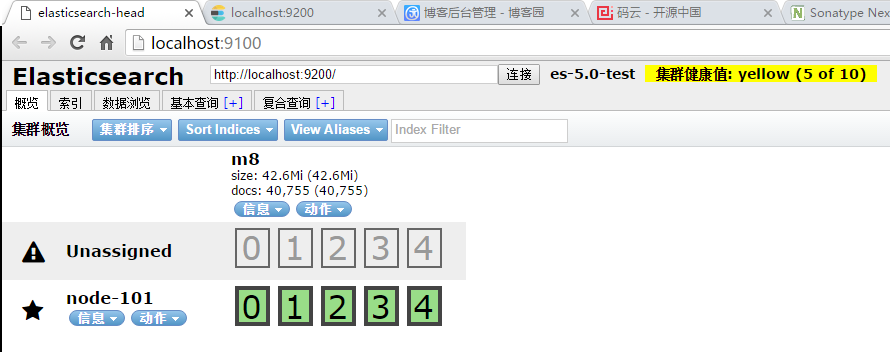 elasticsearch-head
localhost:9200
博客后台管理 - 博客园
码云 - 开源中国
Sonatype Nex
localhost:9100
Elasticsearch
http://localhost:9200/
连接
es-5.0-test
集群健康值: yellow (5 of 10)
概览 索引 数据浏览 基本查询 [+] 复合查询 [+]
集群概览 集群排序 Sort Indices View Aliases Index Filter
m8
size: 42.6Mi (42.6Mi)
docs: 40,755 (40,755)
信息 动作
Unassigned 0 1 2 3 4
node-101 0 1 2 3 4
信息 动作